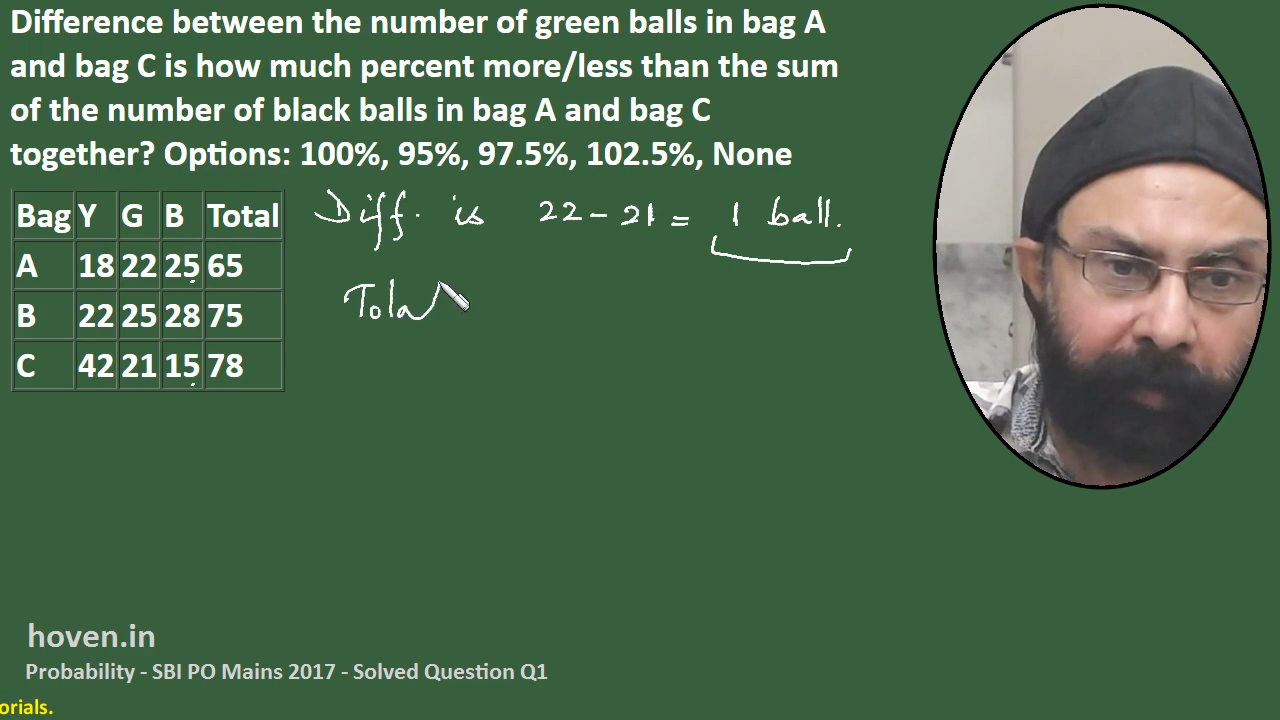 Difference between the number of green balls in bag A
and bag C is how much percent more/less than the sum
of the number of black balls in bag A and bag C
together? Options: 100%, 95%, 97.5%, 102.5%, None
Bag Y G B Total
A 18 22 25 65
B 22 25 28 75
C 42 21 15 78
Diff. is 22 - 21 = 1 ball.
Tola
hoven.in
Probability - SBI PO Mains 2017 - Solved Question Q1
orials.